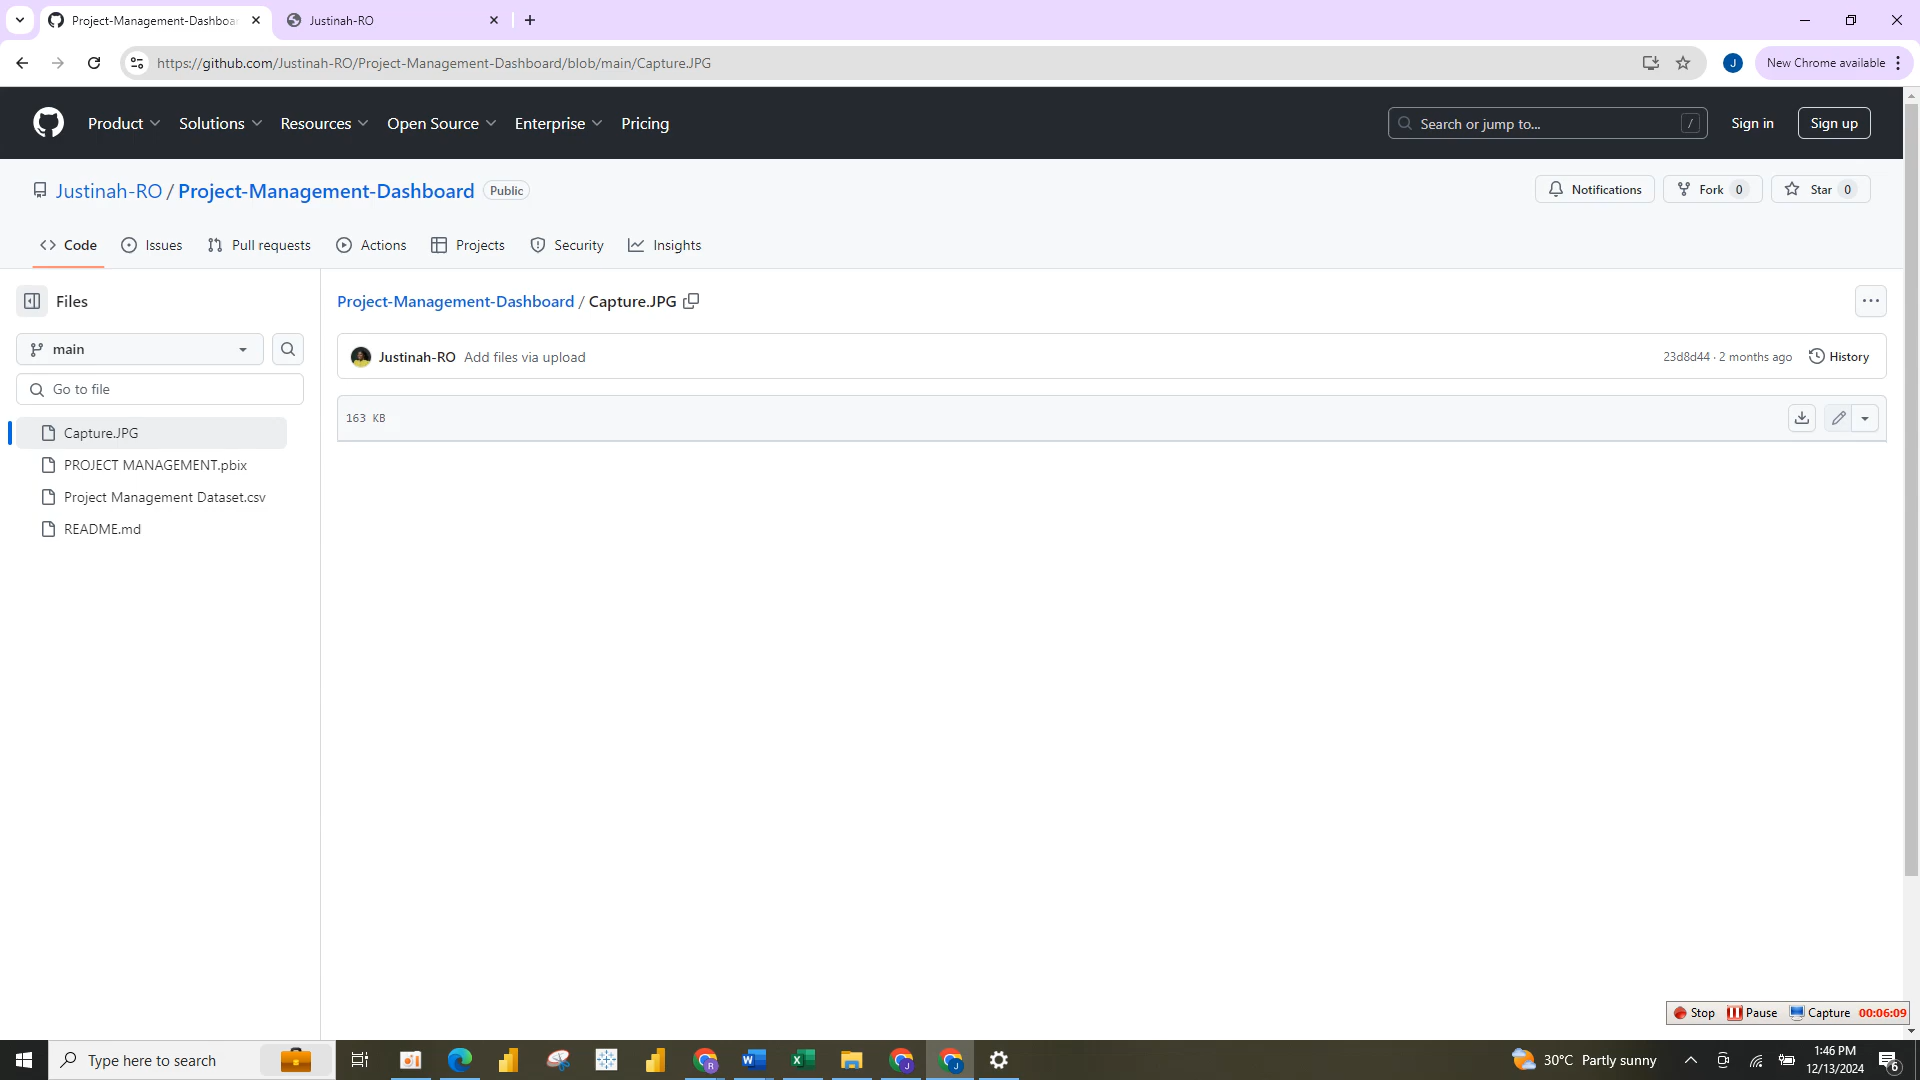 Project-Management-Dashboa
Justinah-RO
https://github.com/Justinah-RO/Project-Management-Dashboard/blob/main/Capture.JPG
J
New Chrome available
Product
Solutions
Resources
Open Source
Enterprise
Pricing
Search or jump to...
/
Sign in
Sign up
Justinah-RO / Project-Management-Dashboard
Public
Notifications
Fork 0
Star 0
Code
Issues
Pull requests
Actions
Projects
Security
Insights
Files
Project-Management-Dashboard / Capture.JPG
main
Justinah-RO Add files via upload
23d8d44 · 2 months ago
History
Go to file
163 KB
Capture.JPG
PROJECT MANAGEMENT.pbix
Project Management Dataset.csv
README.md
Stop
Pause
Capture
00:06:09
Type here to search
30°C Partly sunny
1:46 PM
12/13/2024
6